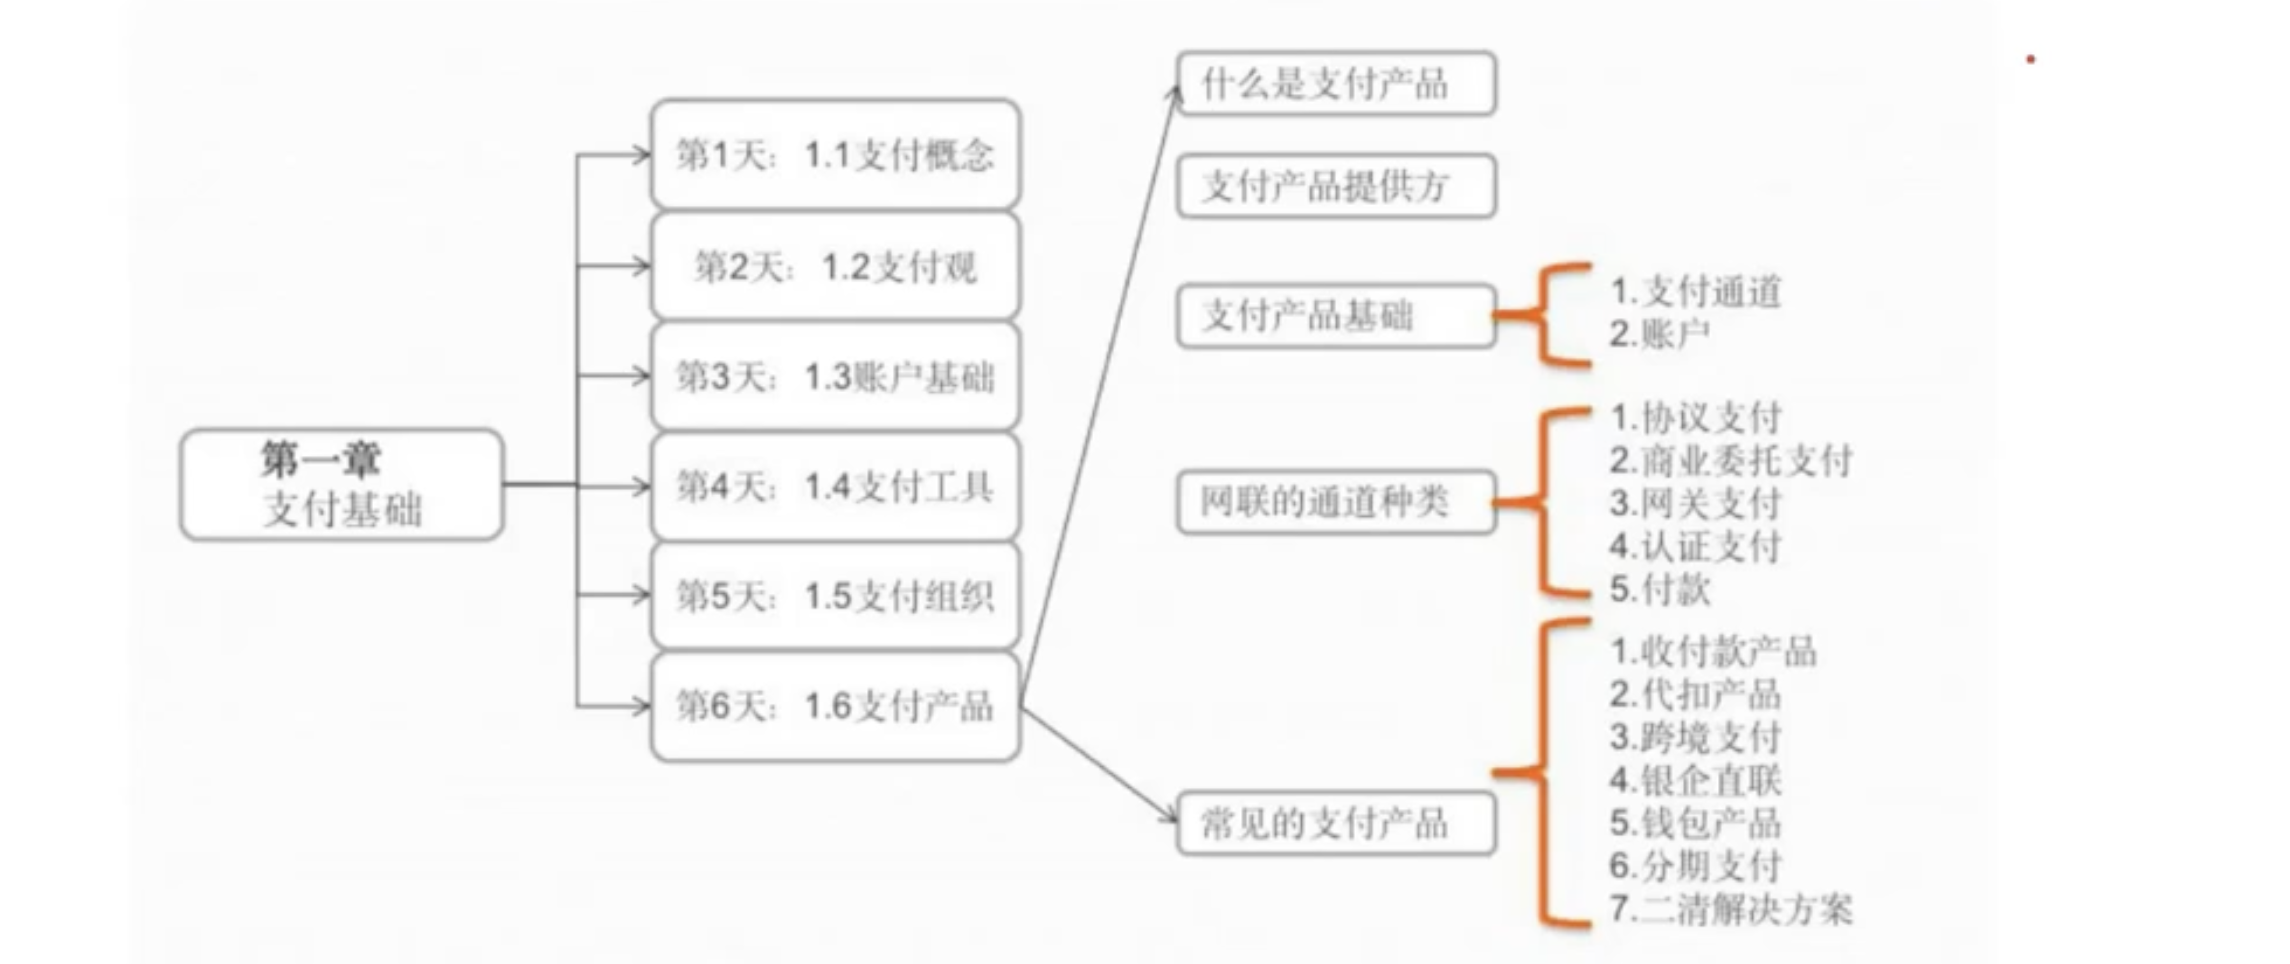 第一章
支付基础
第1天：1.1支付概念
第2天：1.2支付观
第3天：1.3账户基础
第4天：1.4支付工具
第5天：1.5支付组织
第6天：1.6支付产品
什么是支付产品
支付产品提供方
支付产品基础
1.支付通道
2.账户
网联的通道种类
1.协议支付
2.商业委托支付
3.网关支付
4.认证支付
5.付款
常见的支付产品
1.收付款产品
2.代扣产品
3.跨境支付
4.银企直联
5.钱包产品
6.分期支付
7.二清解决方案